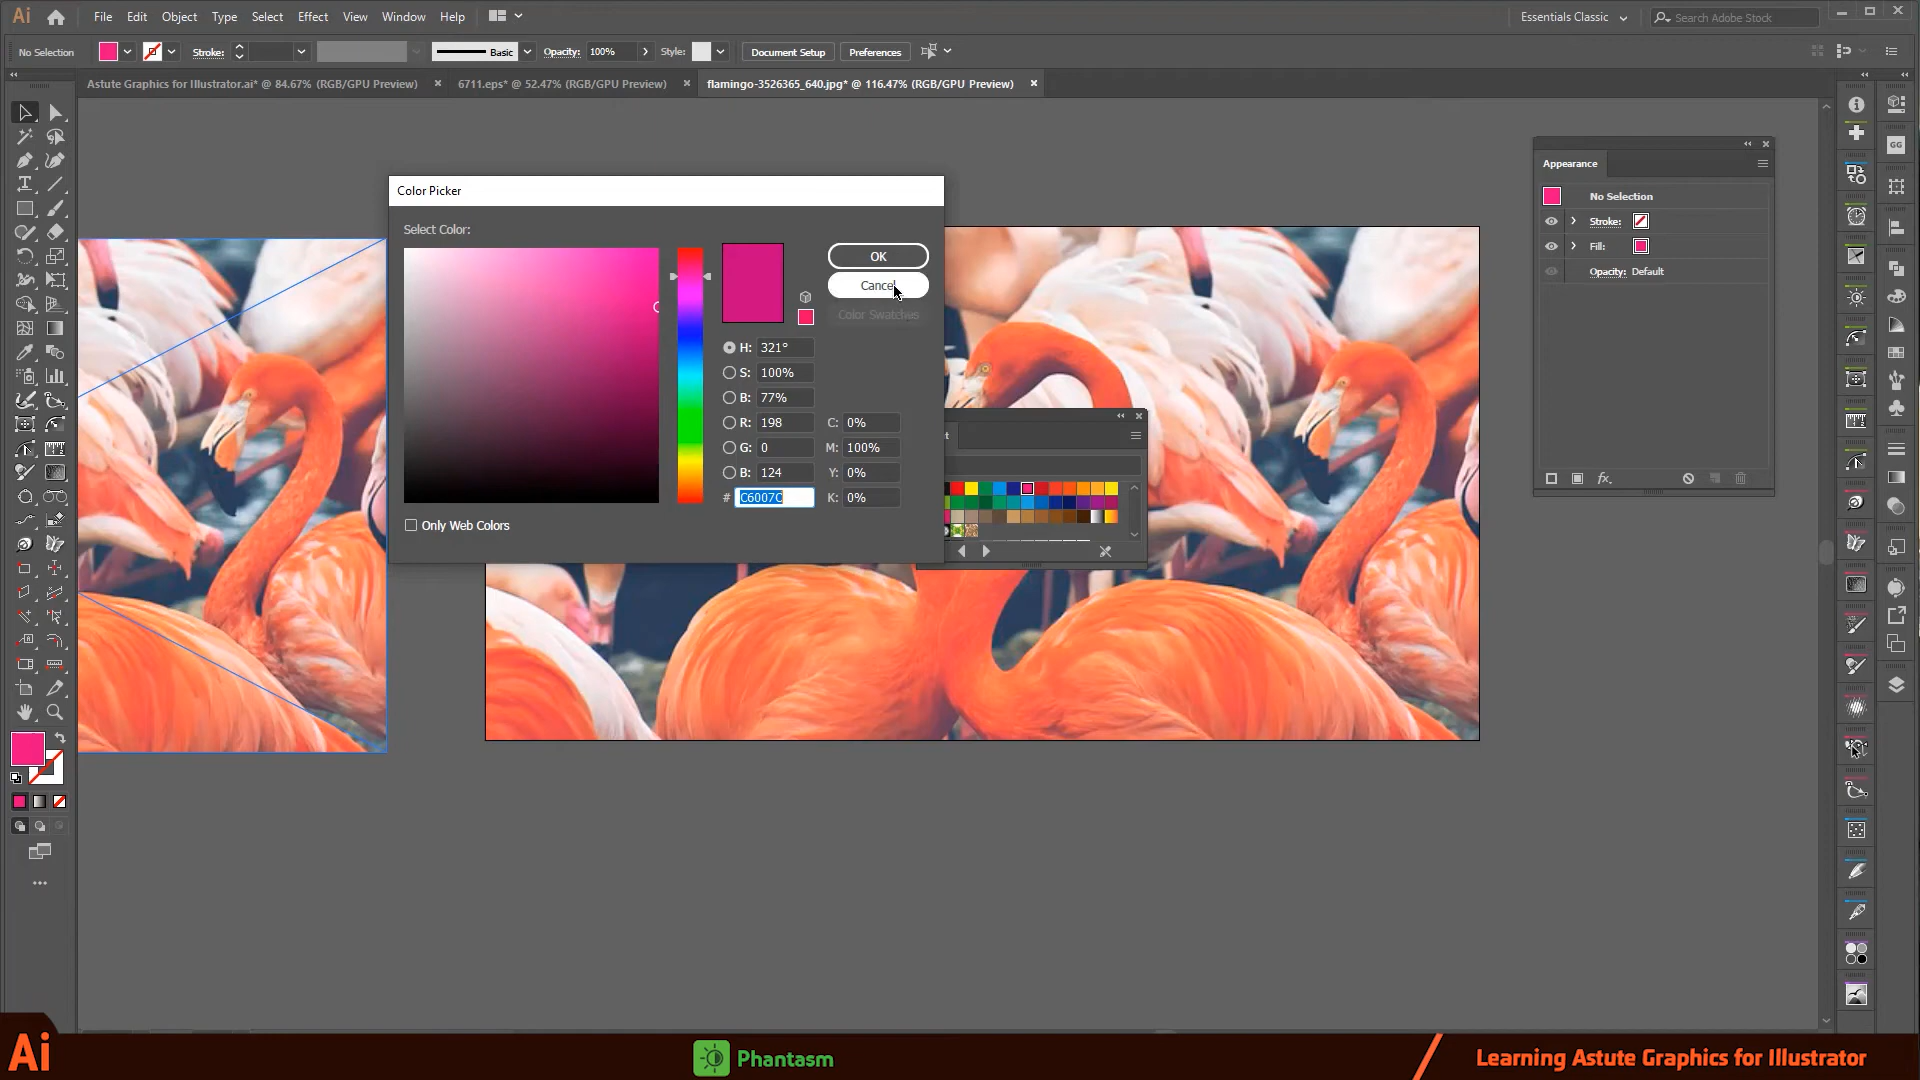 Ai File Edit Object Type Select Effect View Window Help Essentials Classic Search Adobe Stock
No Selection Stroke: Basic Opacity: 100% Style: Document Setup Preferences
Astute Graphics for Illustrator.ai* @ 84.67% (RGB/GPU Preview) 6711.eps* @ 52.47% (RGB/GPU Preview) flamingo-3526365_640.jpg* @ 116.47% (RGB/GPU Preview)
Appearance
No Selection
Stroke:
Fill:
Opacity: Default
fx
GG
Color Picker
Select Color:
OK
Cancel
Color Swatches
H: 321°
S: 100%
B: 77%
R: 198 C: 0%
G: 0 M: 100%
B: 124 Y: 0%
# C6007C K: 0%
Only Web Colors
Ai Phantasm Learning Astute Graphics for Illustrator